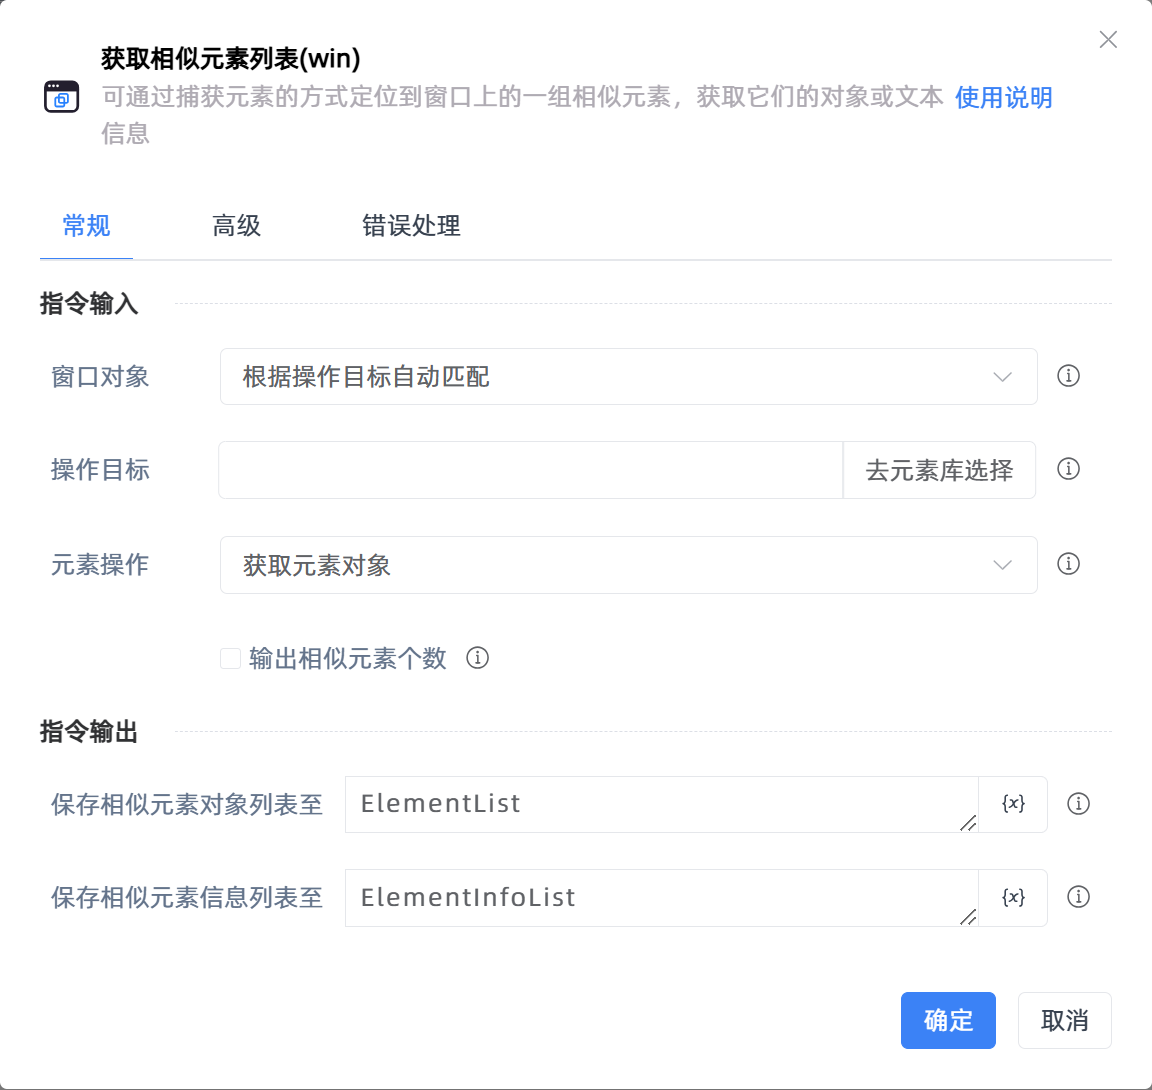 获取相似元素列表(win)
可通过捕获元素的方式定位到窗口上的一组相似元素，获取它们的对象或文本 使用说明
信息
常规 高级 错误处理
指令输入
窗口对象 根据操作目标自动匹配
操作目标 去元素库选择
元素操作 获取元素对象
输出相似元素个数
指令输出
保存相似元素对象列表至 ElementList {x}
保存相似元素信息列表至 ElementInfoList {x}
确定 取消